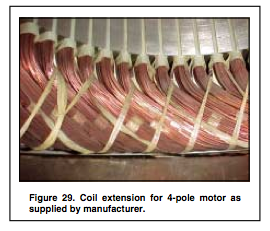 Figure 29. Coil extension for 4-pole motor as
supplied by manufacturer.